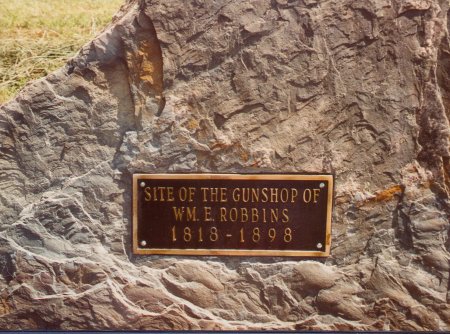 SITE OF THE GUNSHOP OF
WM. E. ROBBINS
1818 - 1898